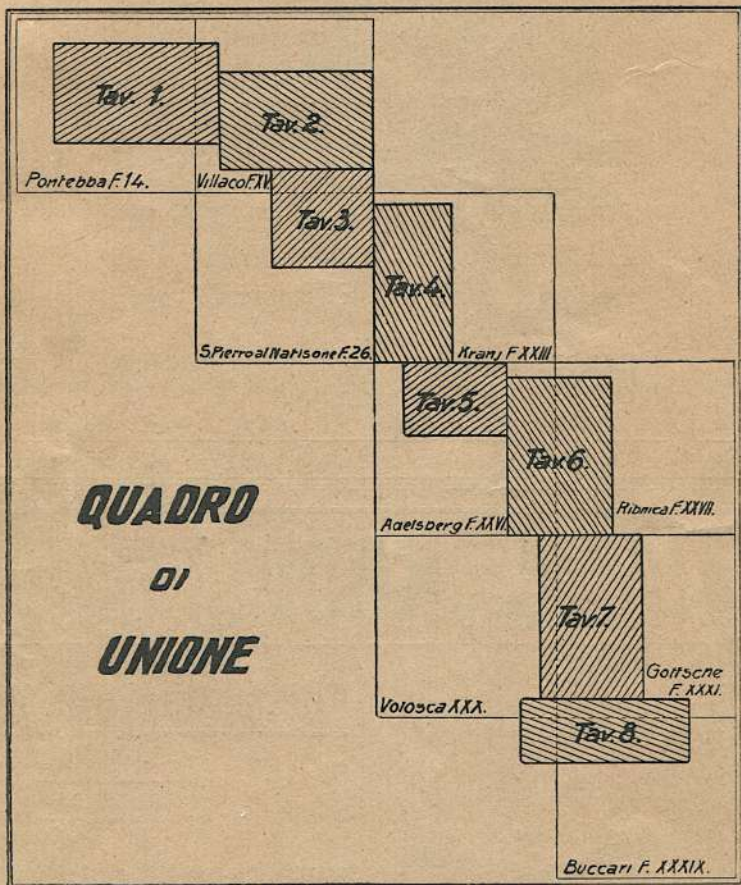 Tav. 1.
Tav. 2.
Pontebba F. 14.
Villaco F. XV.
Tav. 3.
Tav. 4.
S. Pierro al Natisone F. 26.
Kranj F XXIII
Tav. 5.
Tav. 6.
Adelsberg F. XXVI.
Ribnica F. XXVII.
QUADRO
DI
UNIONE
Tav. 7.
Gottsche
F. XXXI.
Volosca XXX.
Tav. 8.
Buccari F. XXXIX.